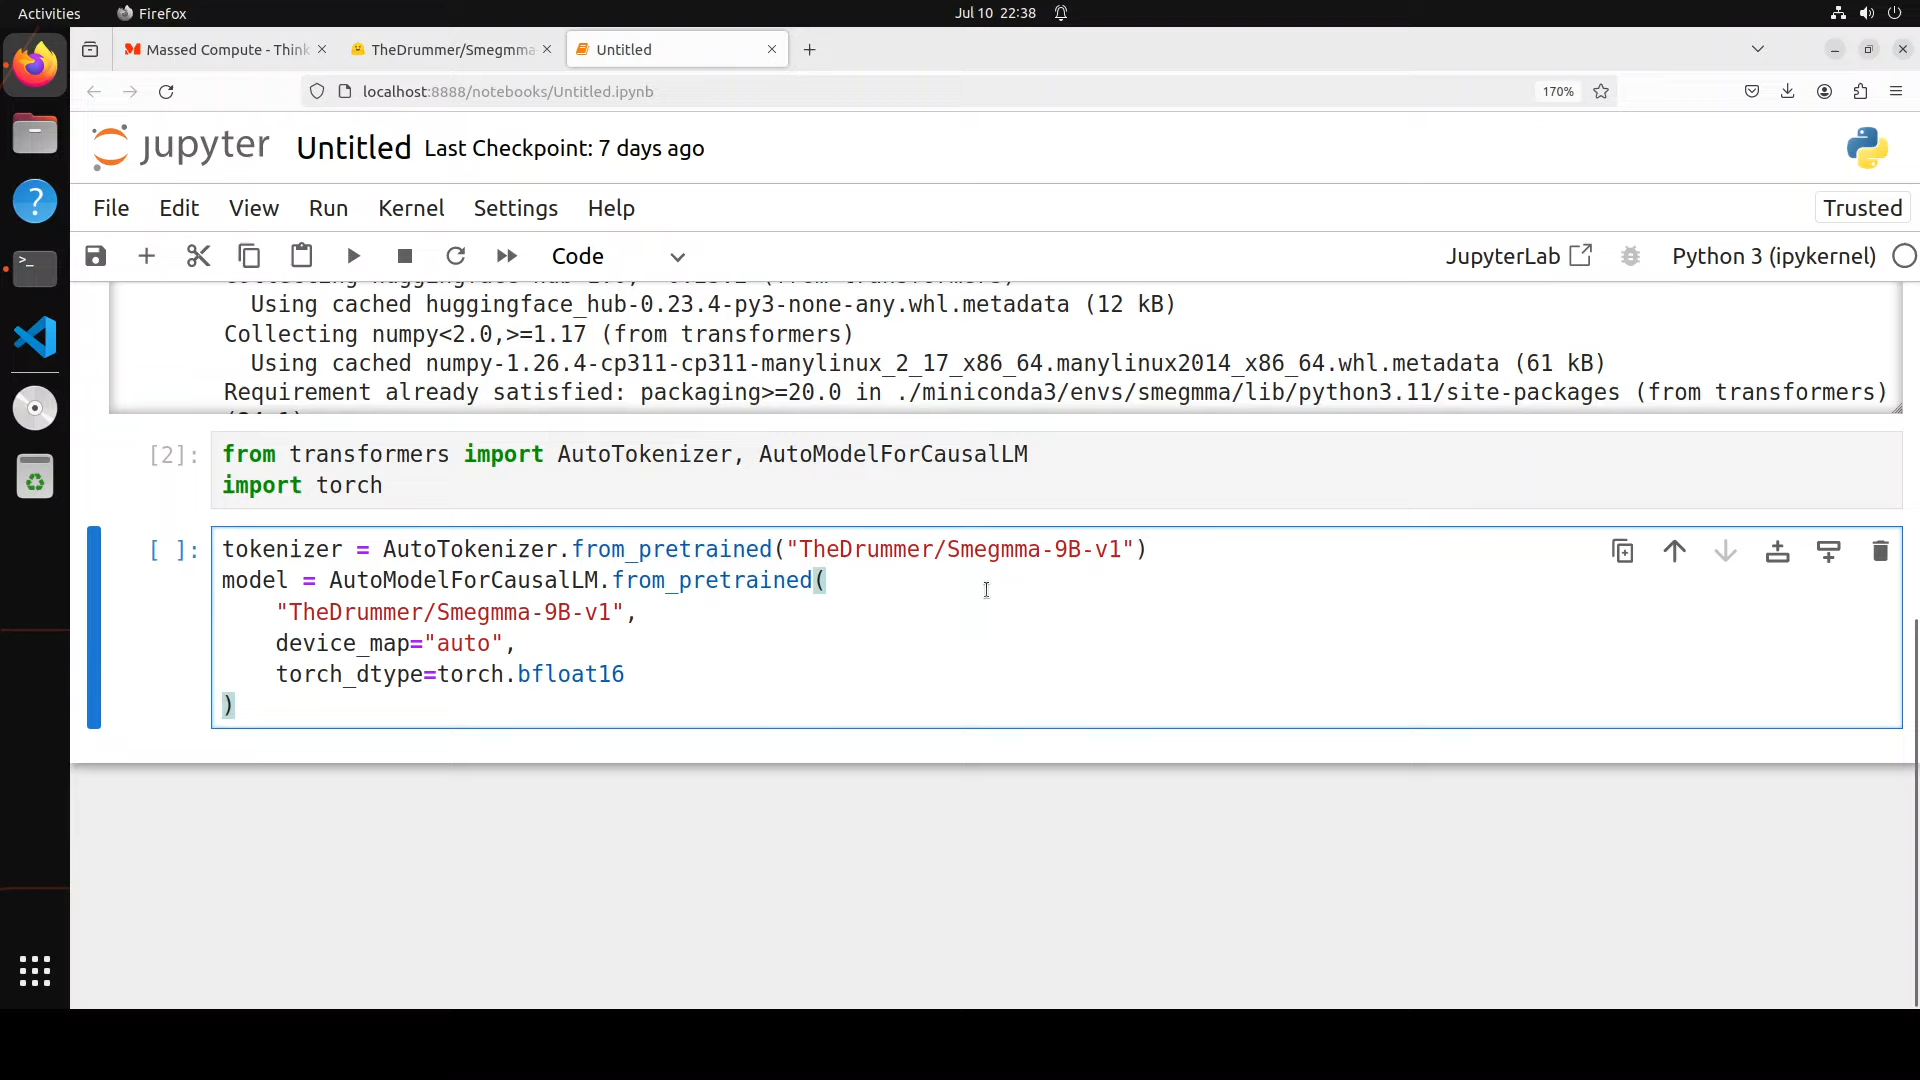 Activities Firefox Jul 10 22:38
Massed Compute - Think TheDrummer/Smegmma Untitled
localhost:8888/notebooks/Untitled.ipynb 170%
jupyter Untitled Last Checkpoint: 7 days ago
File Edit View Run Kernel Settings Help Trusted
Code JupyterLab Python 3 (ipykernel)
Using cached huggingface_hub-0.23.4-py3-none-any.whl.metadata (12 kB)
Collecting numpy<2.0,>=1.17 (from transformers)
Using cached numpy-1.26.4-cp311-cp311-manylinux_2_17_x86_64.manylinux2014_x86_64.whl.metadata (61 kB)
Requirement already satisfied: packaging>=20.0 in ./miniconda3/envs/smegmma/lib/python3.11/site-packages (from transformers)
[2]: from transformers import AutoTokenizer, AutoModelForCausalLM
import torch
[ ]: tokenizer = AutoTokenizer.from_pretrained("TheDrummer/Smegmma-9B-v1")
model = AutoModelForCausalLM.from_pretrained(
"TheDrummer/Smegmma-9B-v1",
device_map="auto",
torch_dtype=torch.bfloat16
)